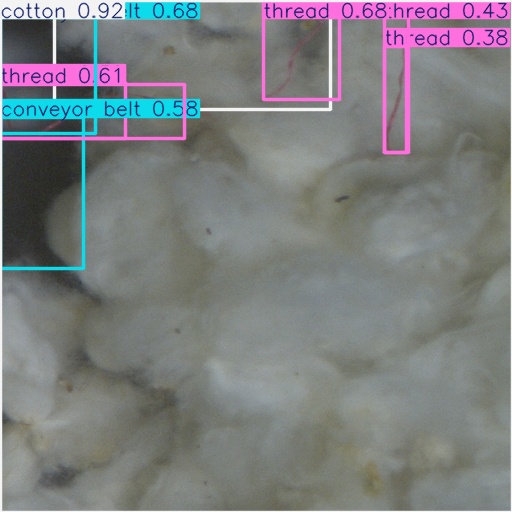 cotton 0.92
lt 0.68
thread 0.68
hread 0.43
thread 0.38
thread 0.61
conveyor belt 0.58